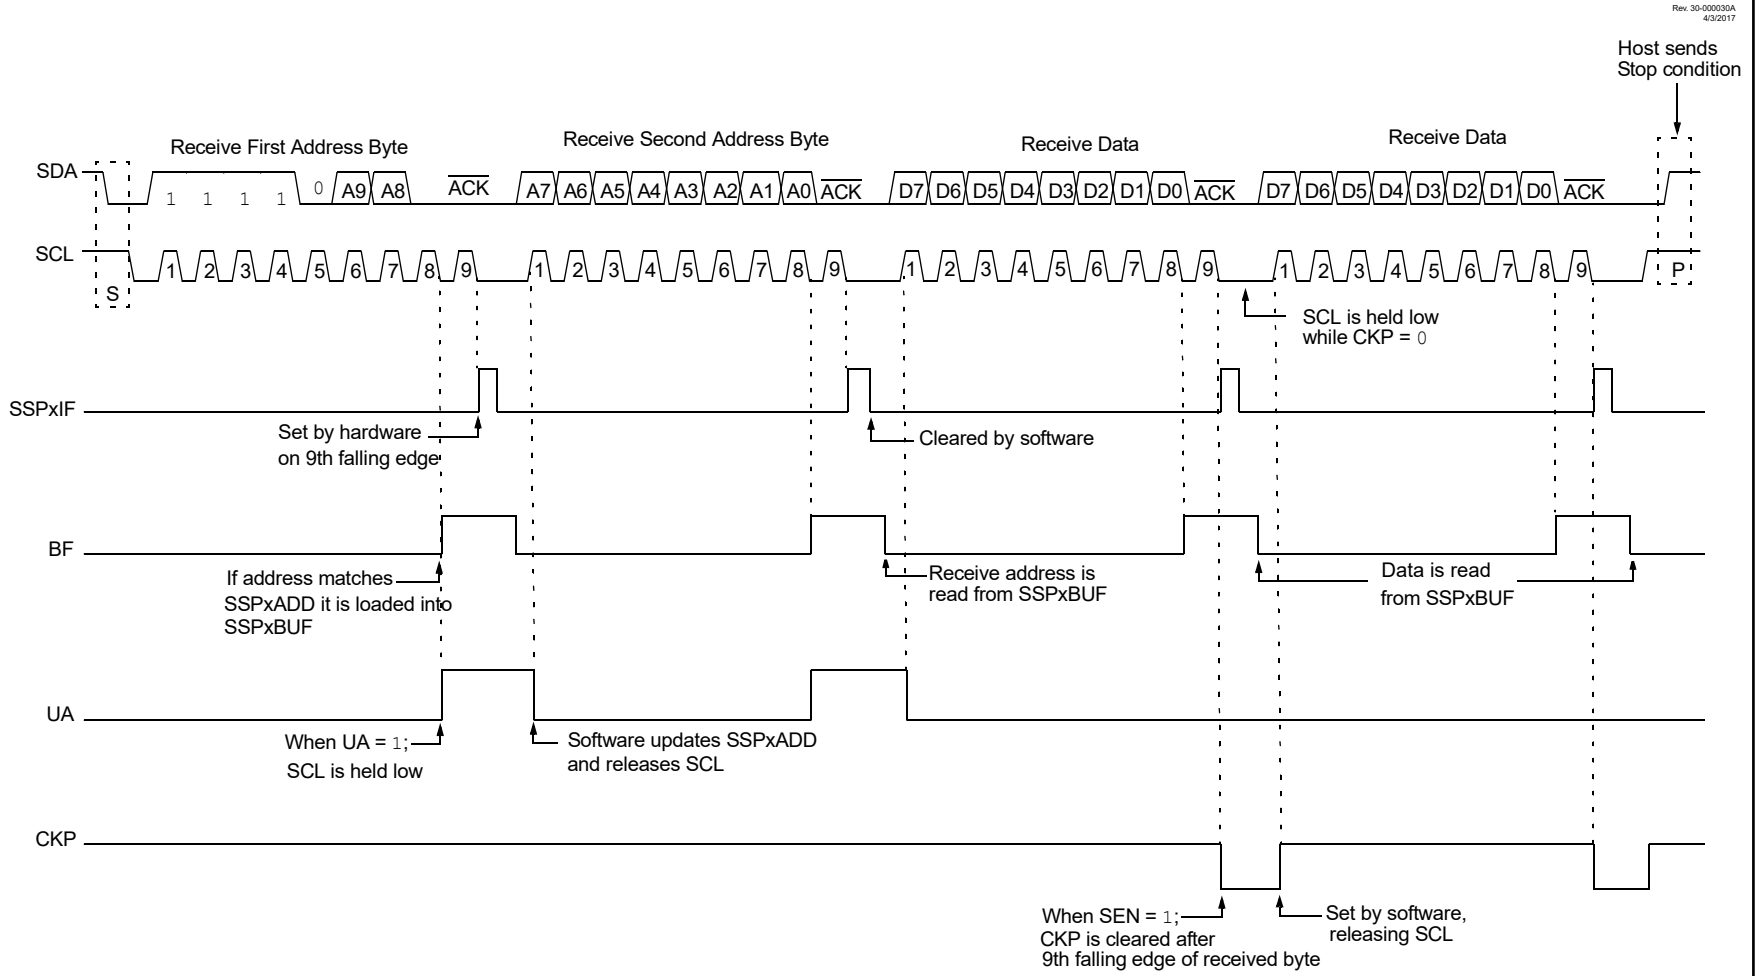 Rev. 30-000030A
4/3/2017
Host sends
Stop condition
Receive First Address Byte
Receive Second Address Byte
Receive Data
Receive Data
SDA
1 1 1 1 0 A9 A8 ACK A7 A6 A5 A4 A3 A2 A1 A0 ACK D7 D6 D5 D4 D3 D2 D1 D0 ACK D7 D6 D5 D4 D3 D2 D1 D0 ACK
SCL
S 1 2 3 4 5 6 7 8 9 1 2 3 4 5 6 7 8 9 1 2 3 4 5 6 7 8 9 1 2 3 4 5 6 7 8 9 P
SCL is held low
while CKP = 0
SSPxIF
Set by hardware
on 9th falling edge
Cleared by software
BF
If address matches
SSPxADD it is loaded into
SSPxBUF
Receive address is
read from SSPxBUF
Data is read
from SSPxBUF
UA
When UA = 1;
SCL is held low
Software updates SSPxADD
and releases SCL
CKP
When SEN = 1;
CKP is cleared after
9th falling edge of received byte
Set by software,
releasing SCL